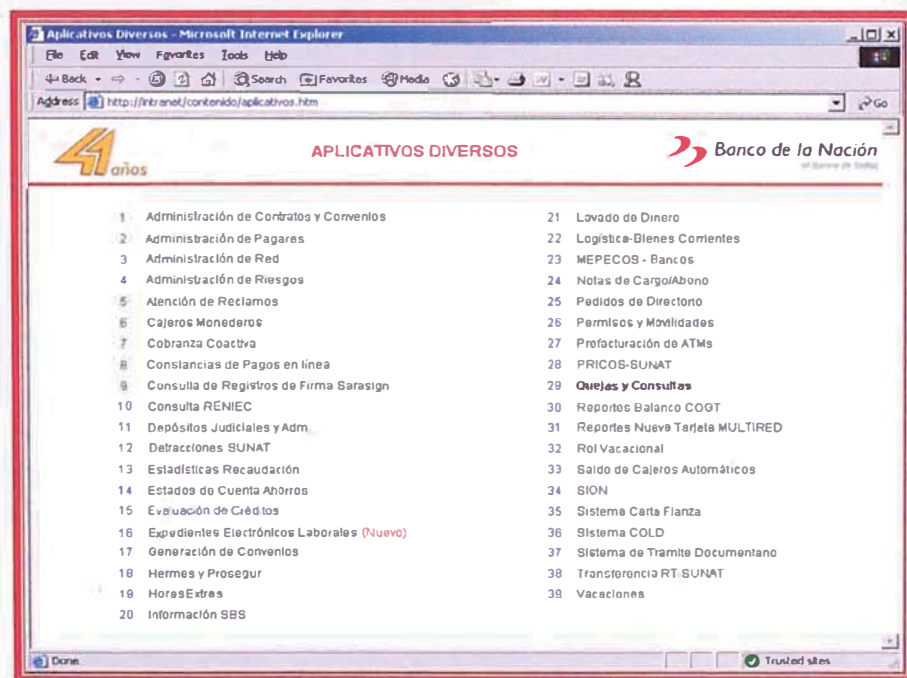 Aplicativos Diversos - Microsoft Internet Explorer
File Edit View Favorites Tools Help
Back Search Favorites Media
Address http://intranet/contenido/aplicativos.htm Go
41 años
APLICATIVOS DIVERSOS
Banco de la Nación
1 Administración de Contratos y Convenios
2 Administración de Pagares
3 Administración de Red
4 Administración de Riesgos
5 Atención de Reclamos
6 Cajeros Monederos
7 Cobranza Coactiva
8 Constancias de Pagos en línea
9 Consulta de Registros de Firma Sarasign
10 Consulta RENIEC
11 Depósitos Judiciales y Adm.
12 Detracciones SUNAT
13 Estadísticas Recaudación
14 Estados de Cuenta Ahorros
15 Evaluación de Créditos
16 Expedientes Electrónicos Laborales (Nuevo)
17 Generación de Convenios
18 Hermes y Prosegur
19 Horas Extras
20 Información SBS
21 Lavado de Dinero
22 Logística-Bienes Corrientes
23 MEPECOS - Bancos
24 Notas de Cargo/Abono
25 Pedidos de Directorio
26 Permisos y Movilidades
27 Prefacturación de ATMs
28 PRICOS-SUNAT
29 Quejas y Consultas
30 Reportes Balance COGT
31 Reportes Nueve Tarjeta MULTIRED
32 Rol Vacacional
33 Saldo de Cajeros Automáticos
34 SION
35 Sistema Carta Fianza
36 Sistema COLD
37 Sistema de Tramite Documentario
38 Transferencia RT-SUNAT
39 Vacaciones
Done Trusted sites